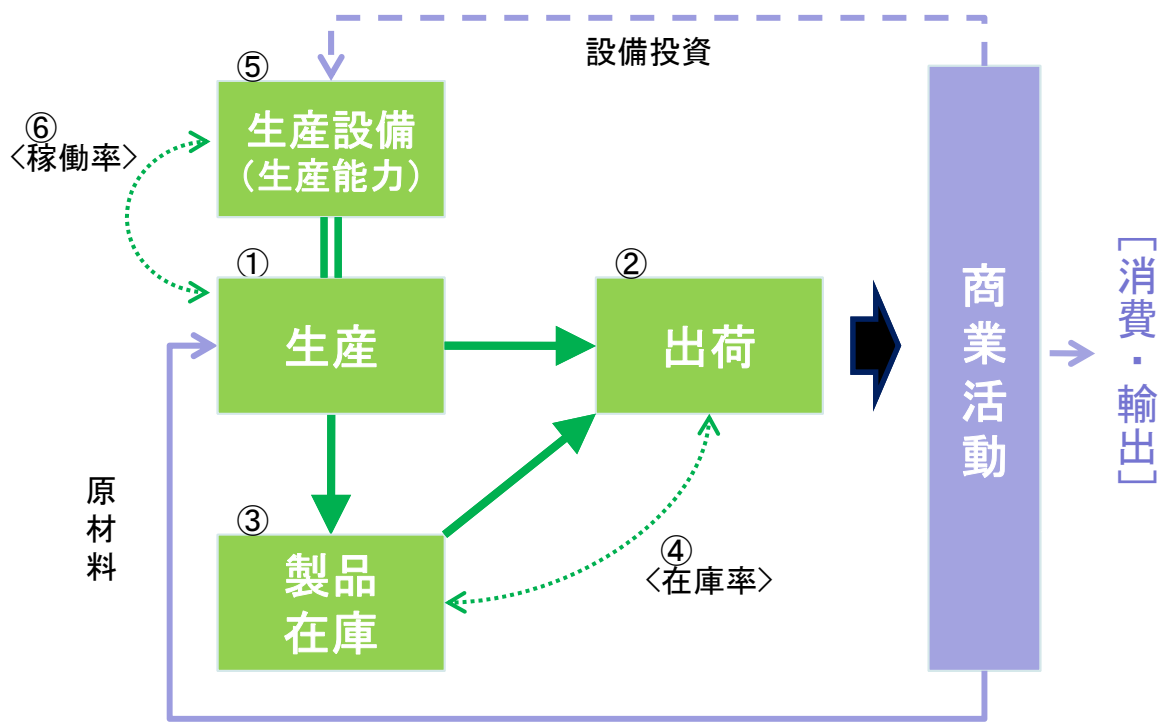 設備投資
⑤
生産設備
（生産能力）
⑥
〈稼働率〉
①
生産
②
出荷
商業活動
［消費・輸出］
原材料
③
製品
在庫
④
〈在庫率〉